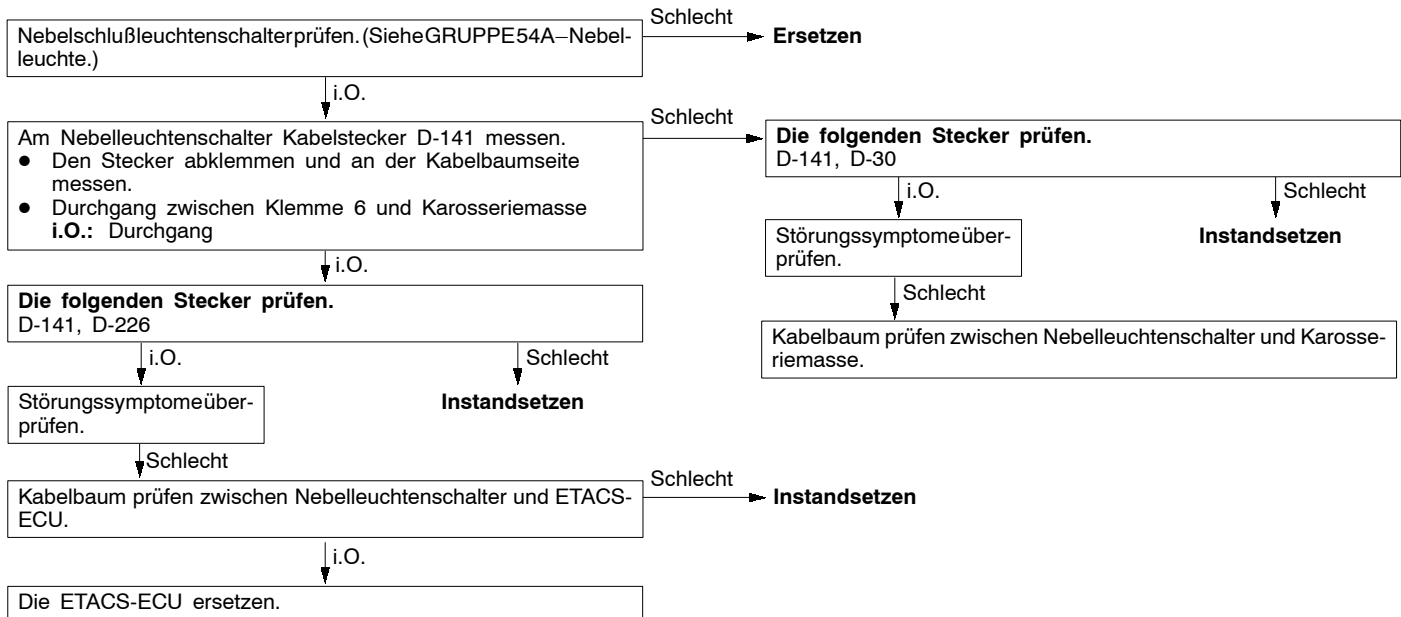 Nebelschlußleuchtenschalterprüfen.(SieheGRUPPE54A–Nebel-
leuchte.)
Schlecht
Ersetzen
i.O.
Am Nebelleuchtenschalter Kabelstecker D-141 messen.
● Den Stecker abklemmen und an der Kabelbaumseite
messen.
● Durchgang zwischen Klemme 6 und Karosseriemasse
i.O.: Durchgang
Schlecht
Die folgenden Stecker prüfen.
D-141, D-30
i.O.
Schlecht
Störungssymptomeüber-
prüfen.
Instandsetzen
Schlecht
Kabelbaum prüfen zwischen Nebelleuchtenschalter und Karosse-
riemasse.
i.O.
Die folgenden Stecker prüfen.
D-141, D-226
i.O.
Schlecht
Störungssymptomeüber-
prüfen.
Instandsetzen
Schlecht
Kabelbaum prüfen zwischen Nebelleuchtenschalter und ETACS-
ECU.
Schlecht
Instandsetzen
i.O.
Die ETACS-ECU ersetzen.